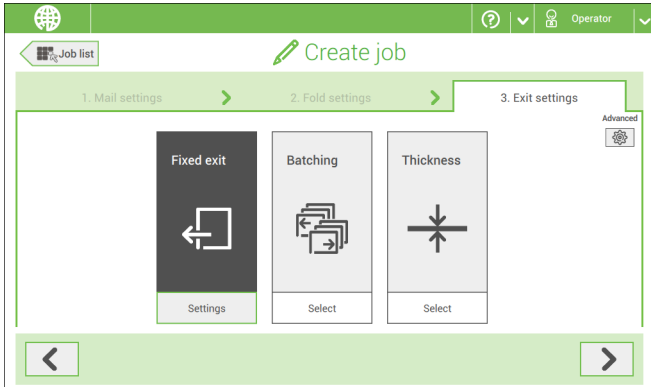 Operator
Job list
Create job
1. Mail settings
2. Fold settings
3. Exit settings
Advanced
Fixed exit
Batching
Thickness
Settings
Select
Select